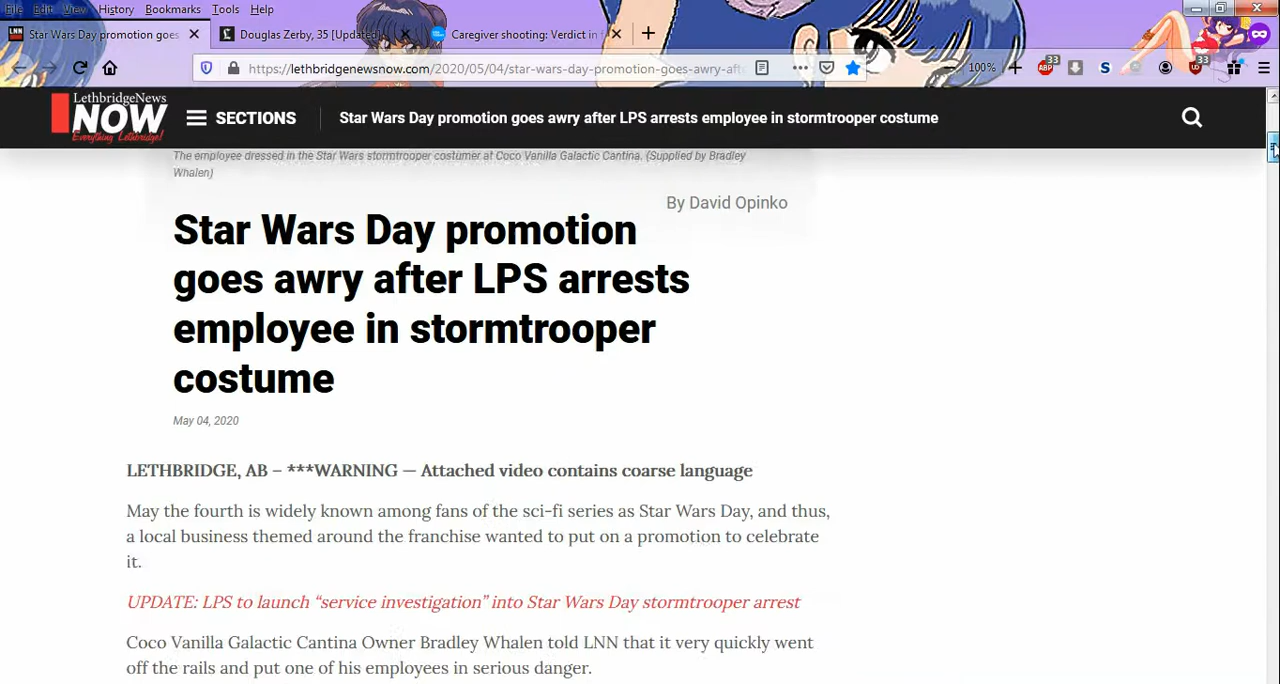 File Edit View History Bookmarks Tools Help
Star Wars Day promotion goes
Douglas Zerby, 35 [Updated
Caregiver shooting: Verdict in
https://lethbridgenewsnow.com/2020/05/04/star-wars-day-promotion-goes-awry-afte
100%
ABP 33
S
33
LethbridgeNews
NOW
Everything Lethbridge!
SECTIONS
Star Wars Day promotion goes awry after LPS arrests employee in stormtrooper costume
The employee dressed in the Star Wars stormtrooper costumer at Coco Vanilla Galactic Cantina. (Supplied by Bradley
Whalen)
By David Opinko
Star Wars Day promotion
goes awry after LPS arrests
employee in stormtrooper
costume
May 04, 2020
LETHBRIDGE, AB – ***WARNING — Attached video contains coarse language
May the fourth is widely known among fans of the sci-fi series as Star Wars Day, and thus,
a local business themed around the franchise wanted to put on a promotion to celebrate
it.
UPDATE: LPS to launch “service investigation” into Star Wars Day stormtrooper arrest
Coco Vanilla Galactic Cantina Owner Bradley Whalen told LNN that it very quickly went
off the rails and put one of his employees in serious danger.